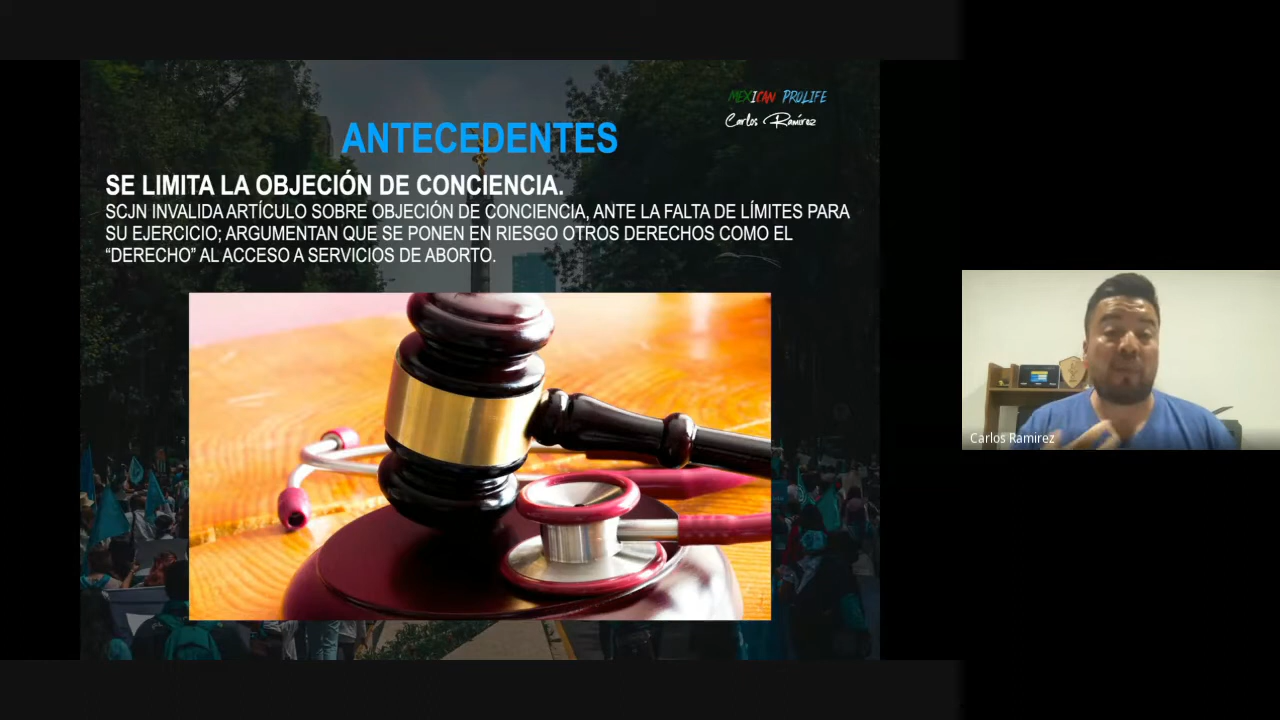 MEXICAN PROLIFE
Carlos Ramírez
ANTECEDENTES
SE LIMITA LA OBJECIÓN DE CONCIENCIA.
SCJN INVALIDA ARTÍCULO SOBRE OBJECIÓN DE CONCIENCIA, ANTE LA FALTA DE LÍMITES PARA
SU EJERCICIO; ARGUMENTAN QUE SE PONEN EN RIESGO OTROS DERECHOS COMO EL
“DERECHO” AL ACCESO A SERVICIOS DE ABORTO.
Carlos Ramirez